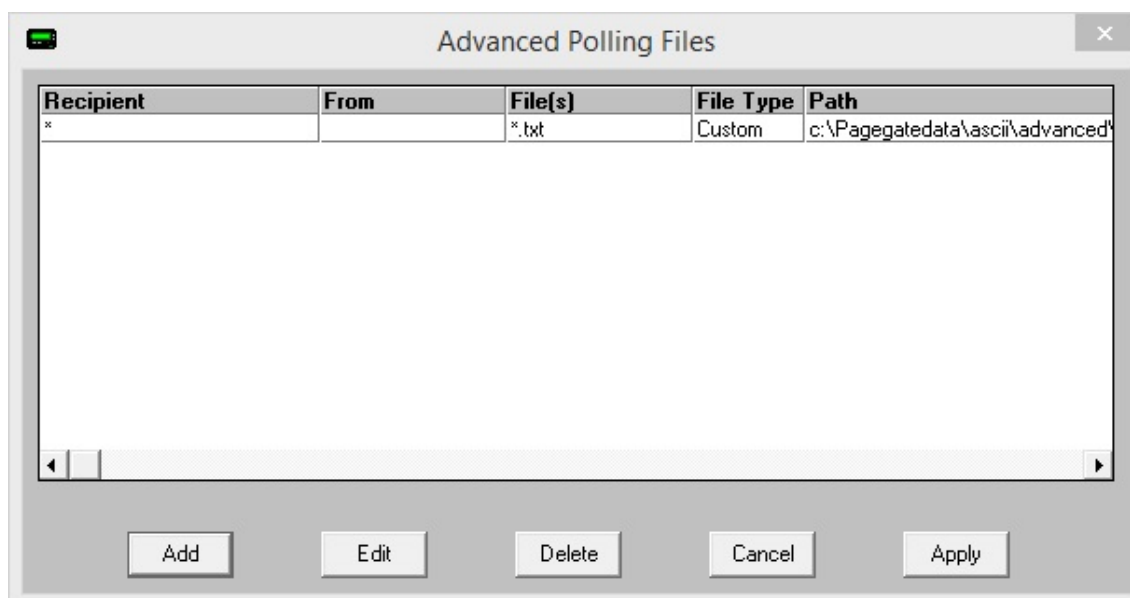 Advanced Polling Files
Recipient From File(s) File Type Path
* *.txt Custom c:\Pagegatedata\ascii\advanced\
Add Edit Delete Cancel Apply